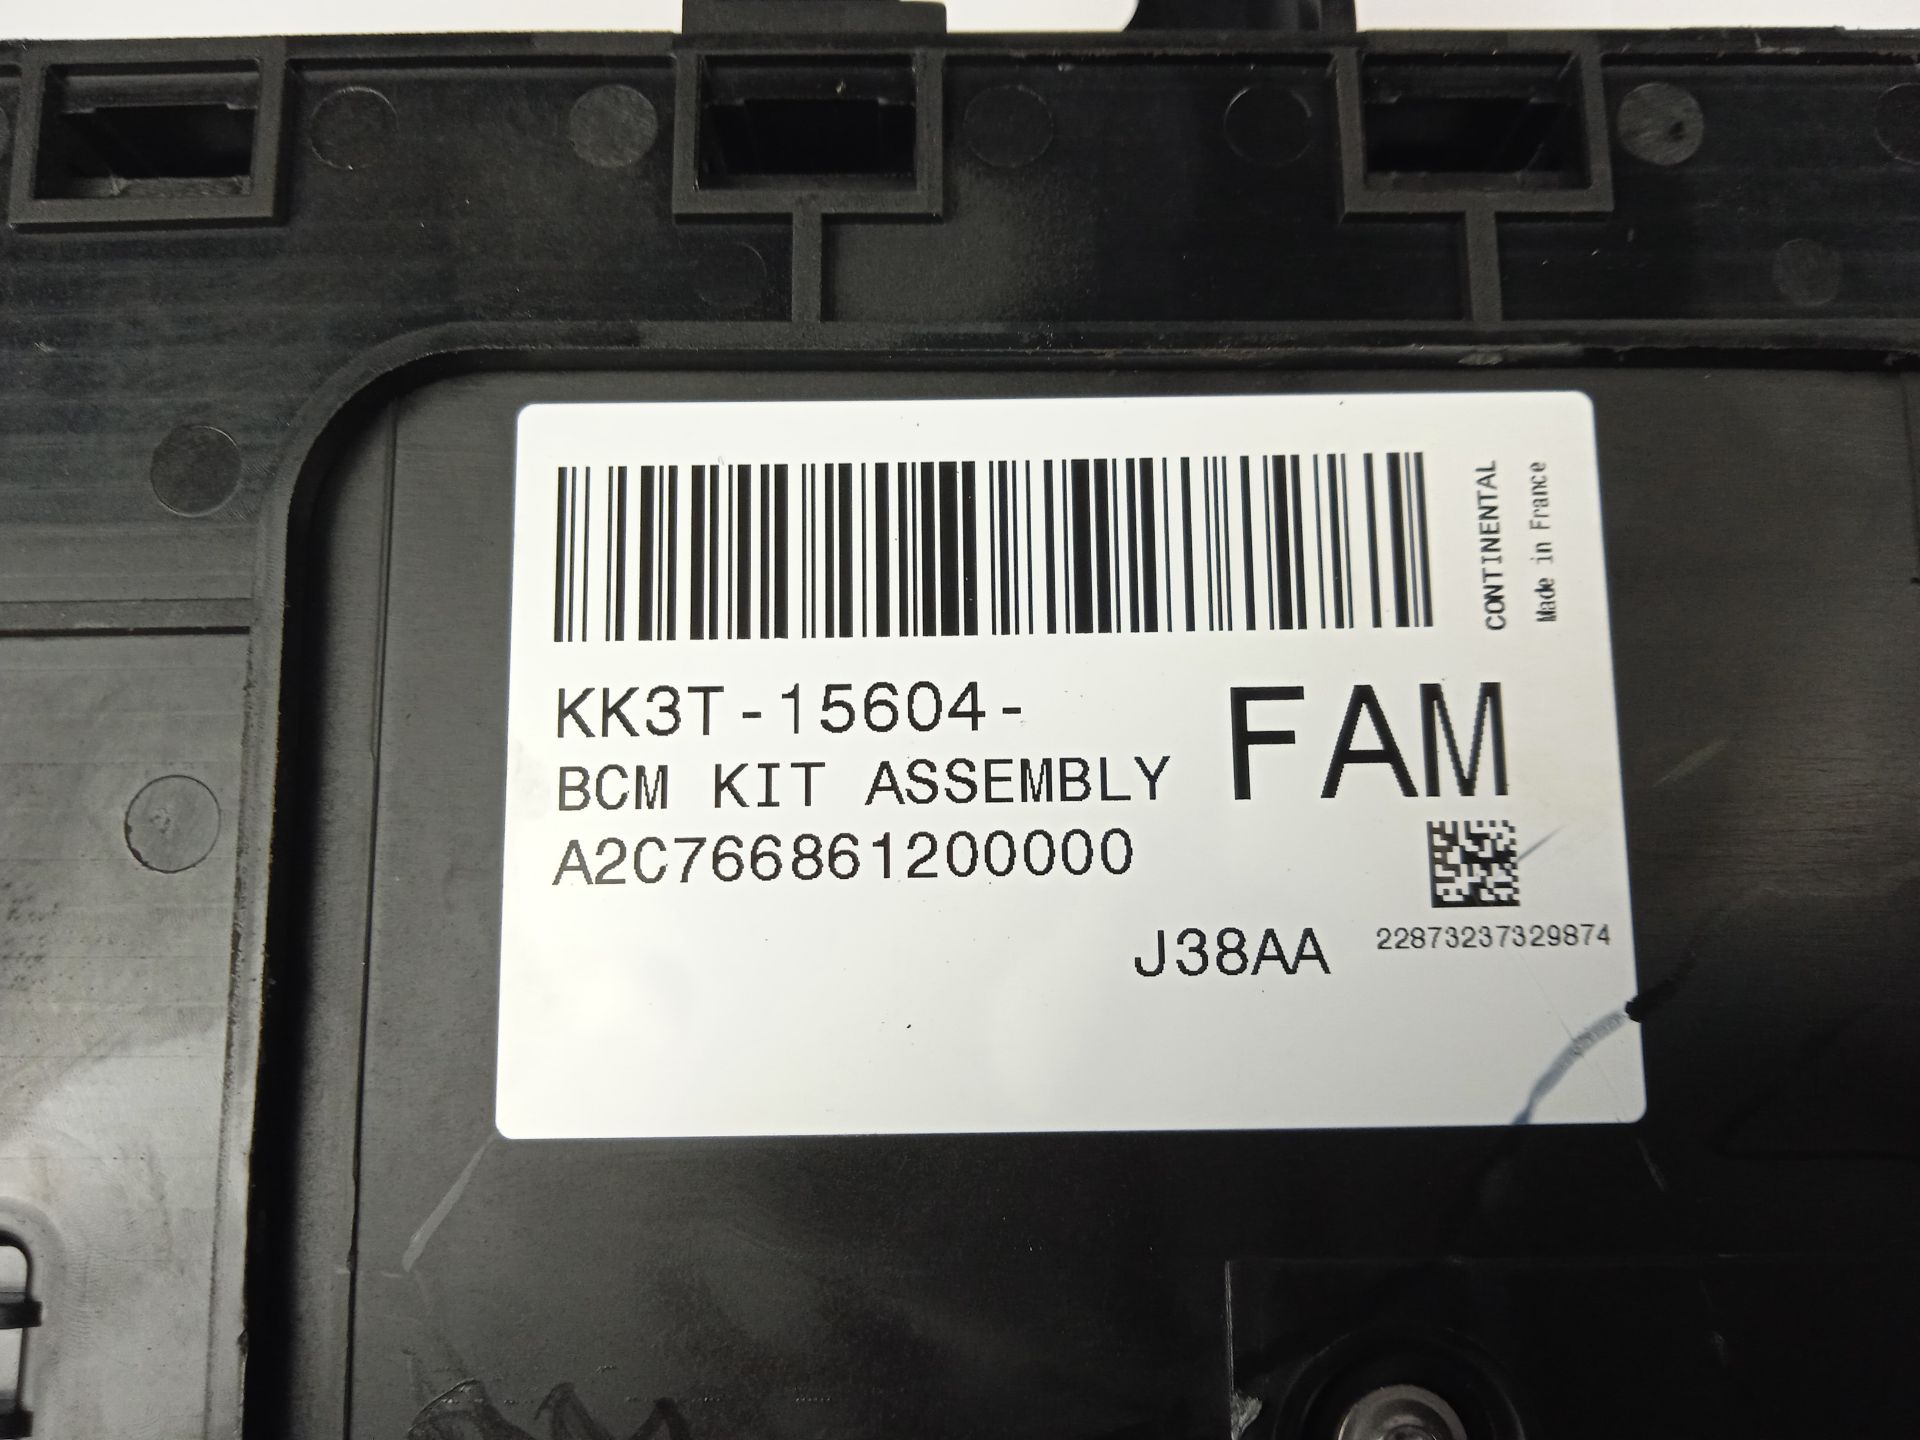 CONTINENTAL
Made in France
KK3T-15604-
FAM
BCM KIT ASSEMBLY
A2C766861200000
J38AA
22873237329874